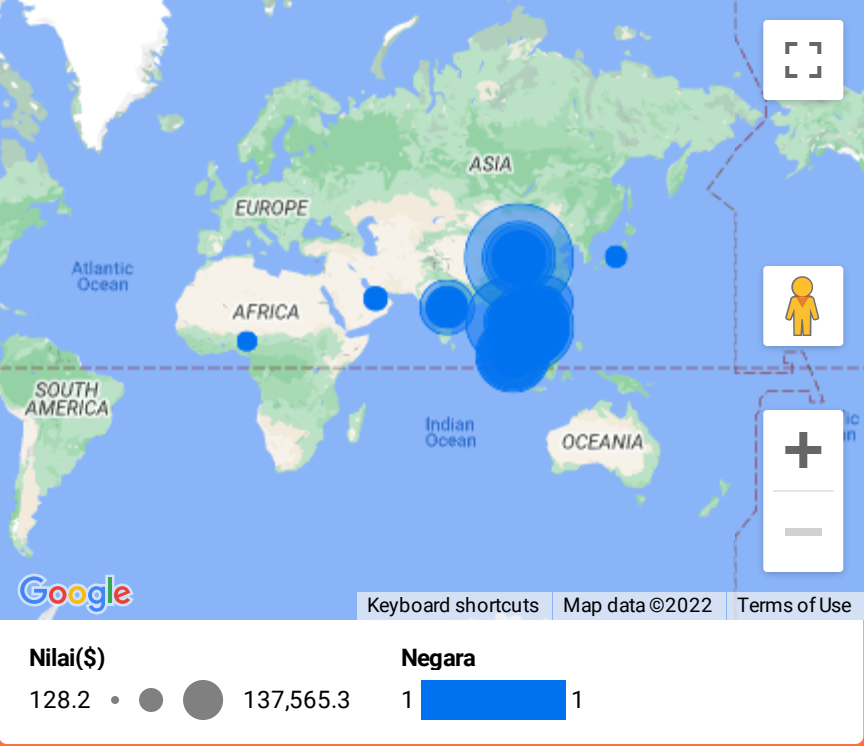 ASIA
EUROPE
Atlantic
Ocean
AFRICA
SOUTH
AMERICA
Indian
Ocean
OCEANIA
Google
Keyboard shortcuts
Map data ©2022
Terms of Use
Nilai($)
Negara
128.2
137,565.3
1
1